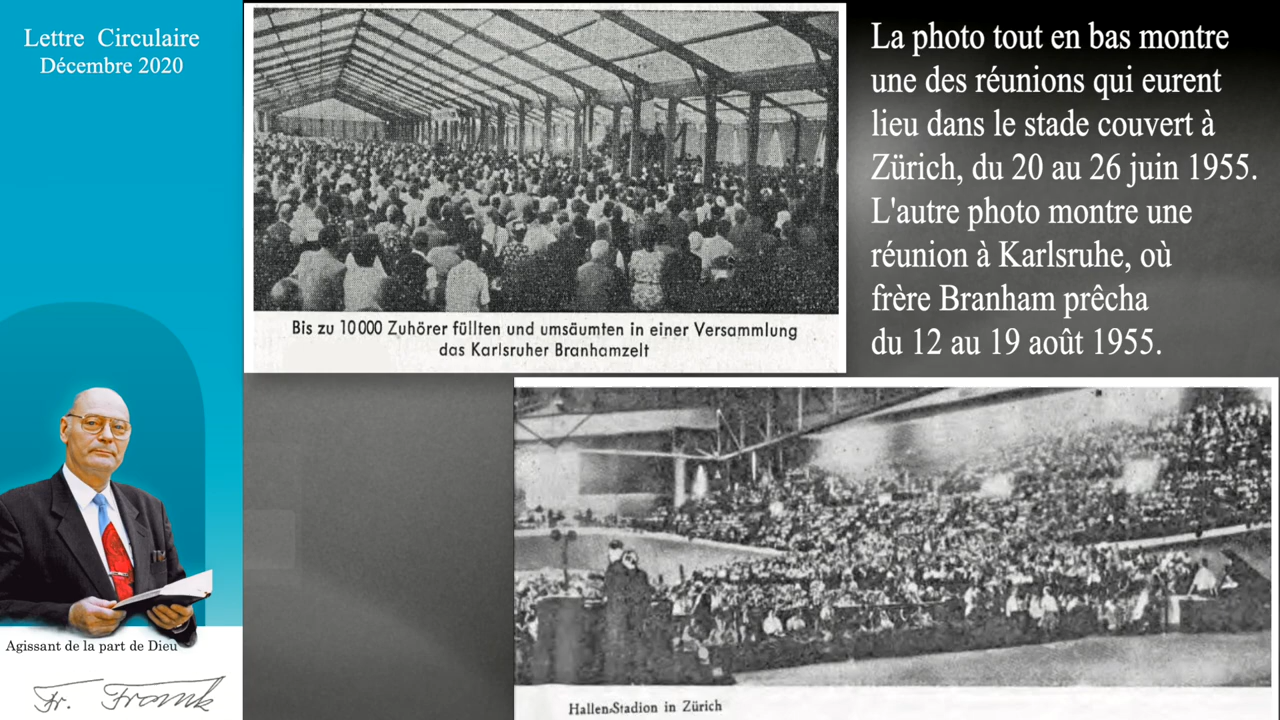 Lettre Circulaire
Décembre 2020
Agissant de la part de Dieu
Fr. Frank
Bis zu 10 000 Zuhörer füllten und umsäumten in einer Versammlung
das Karlsruher Branhamzelt
La photo tout en bas montre
une des réunions qui eurent
lieu dans le stade couvert à
Zürich, du 20 au 26 juin 1955.
L'autre photo montre une
réunion à Karlsruhe, où
frère Branham prêcha
du 12 au 19 août 1955.
Hallen-Stadion in Zürich